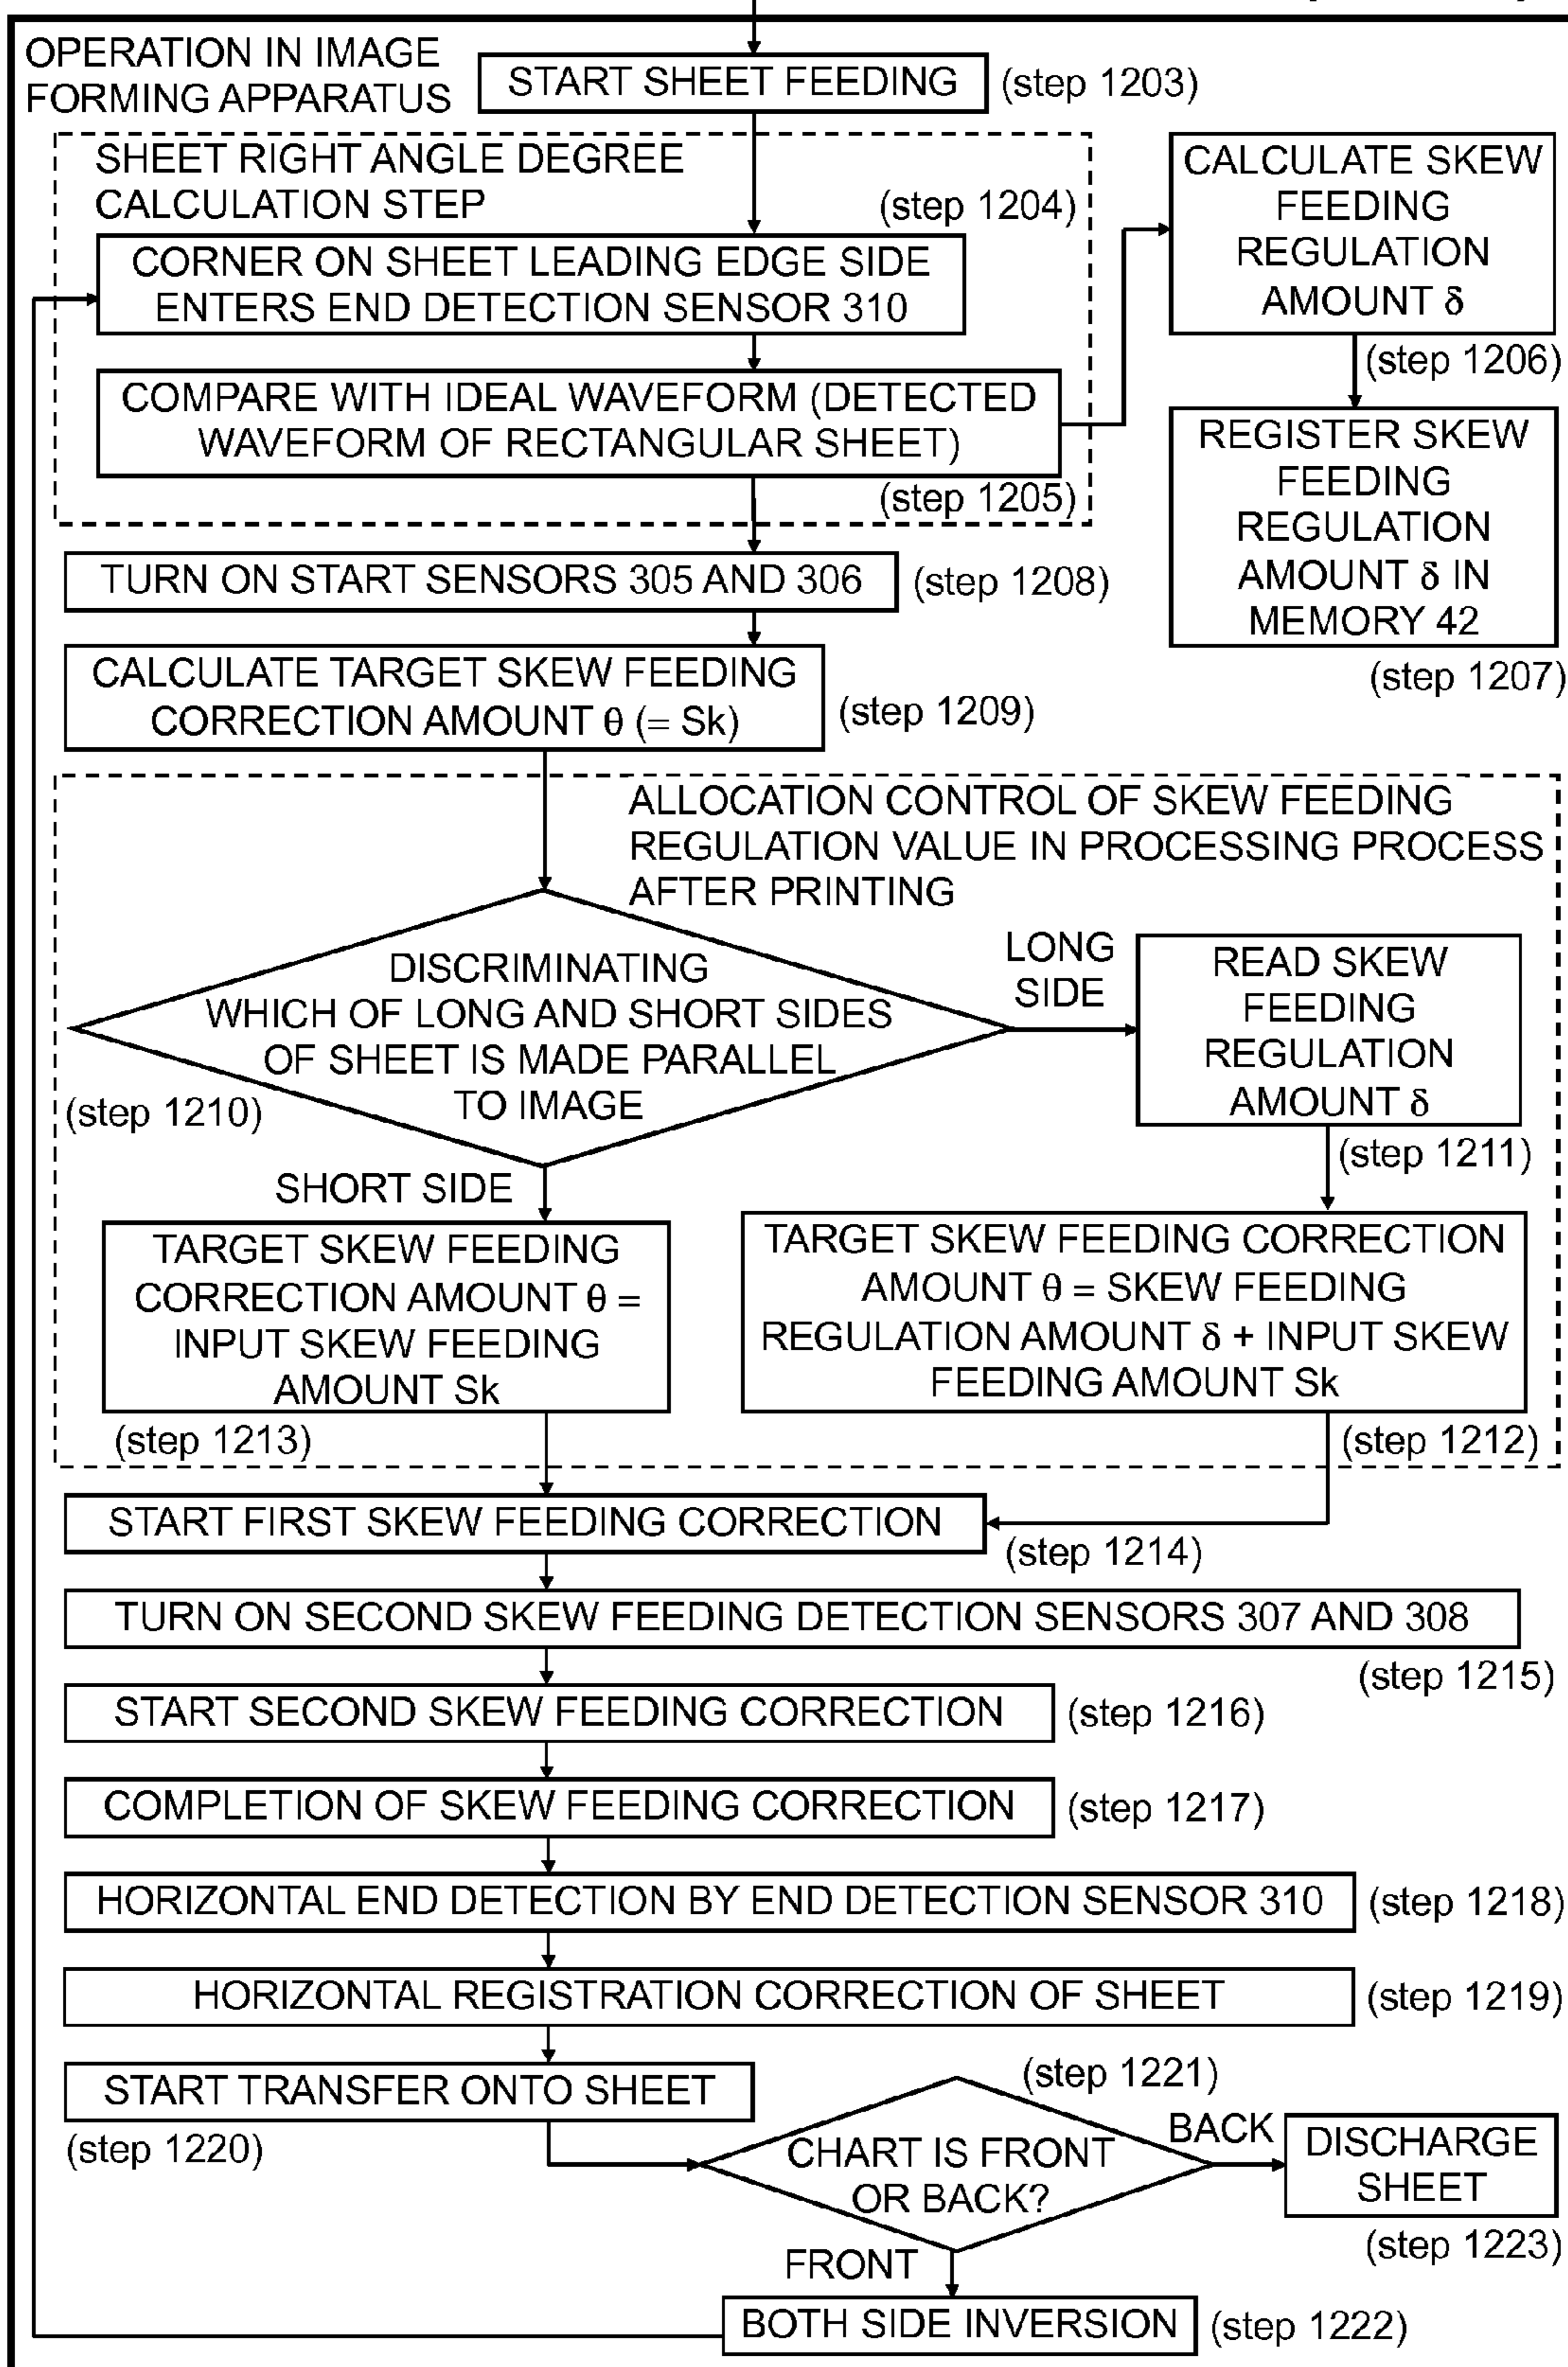 OPERATION IN IMAGE
FORMING APPARATUS
START SHEET FEEDING
(step 1203)
SHEET RIGHT ANGLE DEGREE
CALCULATION STEP
(step 1204)
CORNER ON SHEET LEADING EDGE SIDE
ENTERS END DETECTION SENSOR 310
COMPARE WITH IDEAL WAVEFORM (DETECTED
WAVEFORM OF RECTANGULAR SHEET)
(step 1205)
CALCULATE SKEW
FEEDING
REGULATION
AMOUNT δ
(step 1206)
REGISTER SKEW
FEEDING
REGULATION
AMOUNT δ IN
MEMORY 42
(step 1207)
TURN ON START SENSORS 305 AND 306
(step 1208)
CALCULATE TARGET SKEW FEEDING
CORRECTION AMOUNT θ (= Sk)
(step 1209)
ALLOCATION CONTROL OF SKEW FEEDING
REGULATION VALUE IN PROCESSING PROCESS
AFTER PRINTING
DISCRIMINATING
WHICH OF LONG AND SHORT SIDES
OF SHEET IS MADE PARALLEL
TO IMAGE
(step 1210)
LONG
SIDE
READ SKEW
FEEDING
REGULATION
AMOUNT δ
(step 1211)
SHORT SIDE
TARGET SKEW FEEDING
CORRECTION AMOUNT θ =
INPUT SKEW FEEDING
AMOUNT Sk
(step 1213)
TARGET SKEW FEEDING CORRECTION
AMOUNT θ = SKEW FEEDING
REGULATION AMOUNT δ + INPUT SKEW
FEEDING AMOUNT Sk
(step 1212)
START FIRST SKEW FEEDING CORRECTION
(step 1214)
TURN ON SECOND SKEW FEEDING DETECTION SENSORS 307 AND 308
(step 1215)
START SECOND SKEW FEEDING CORRECTION
(step 1216)
COMPLETION OF SKEW FEEDING CORRECTION
(step 1217)
HORIZONTAL END DETECTION BY END DETECTION SENSOR 310
(step 1218)
HORIZONTAL REGISTRATION CORRECTION OF SHEET
(step 1219)
START TRANSFER ONTO SHEET
(step 1220)
(step 1221)
CHART IS FRONT
OR BACK?
BACK
DISCHARGE
SHEET
(step 1223)
FRONT
BOTH SIDE INVERSION
(step 1222)